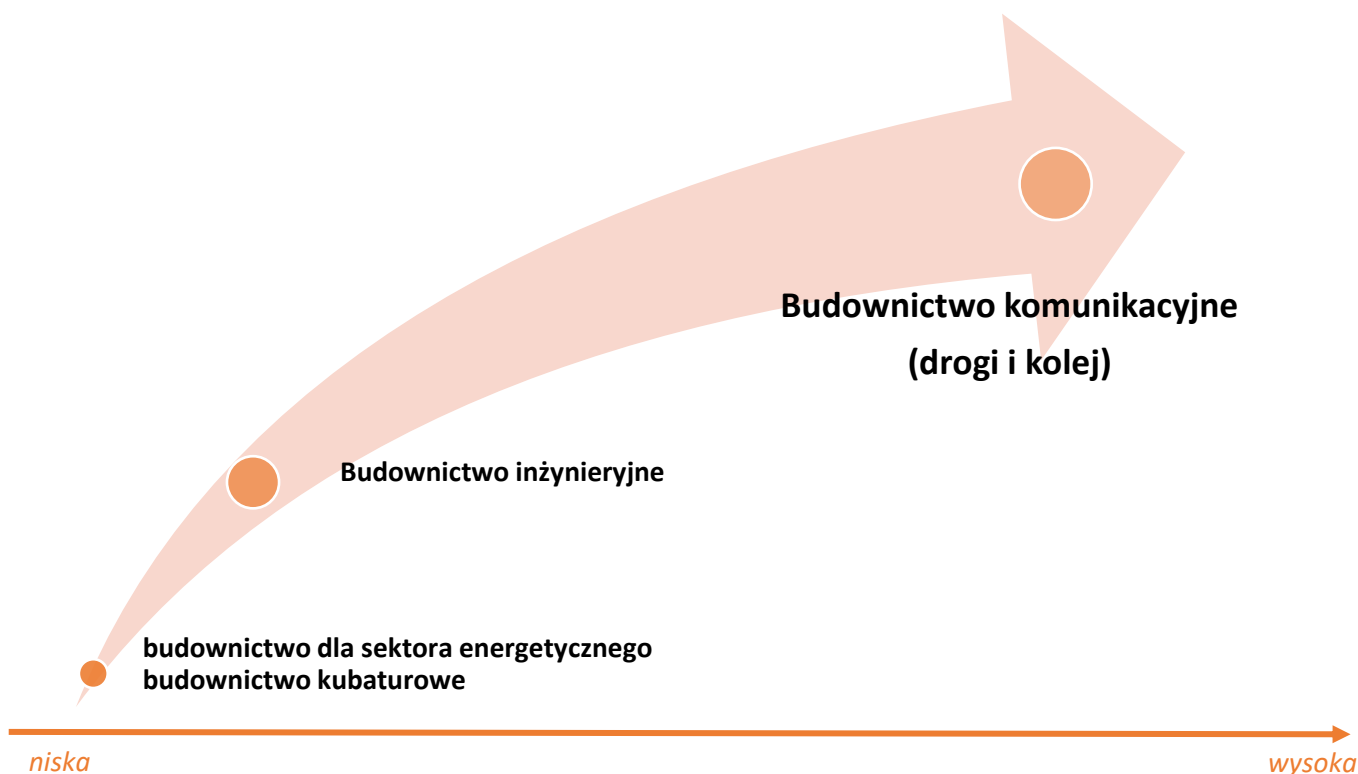 Budownictwo komunikacyjne
(drogi i kolej)
Budownictwo inżynieryjne
budownictwo dla sektora energetycznego
budownictwo kubaturowe
niska
wysoka